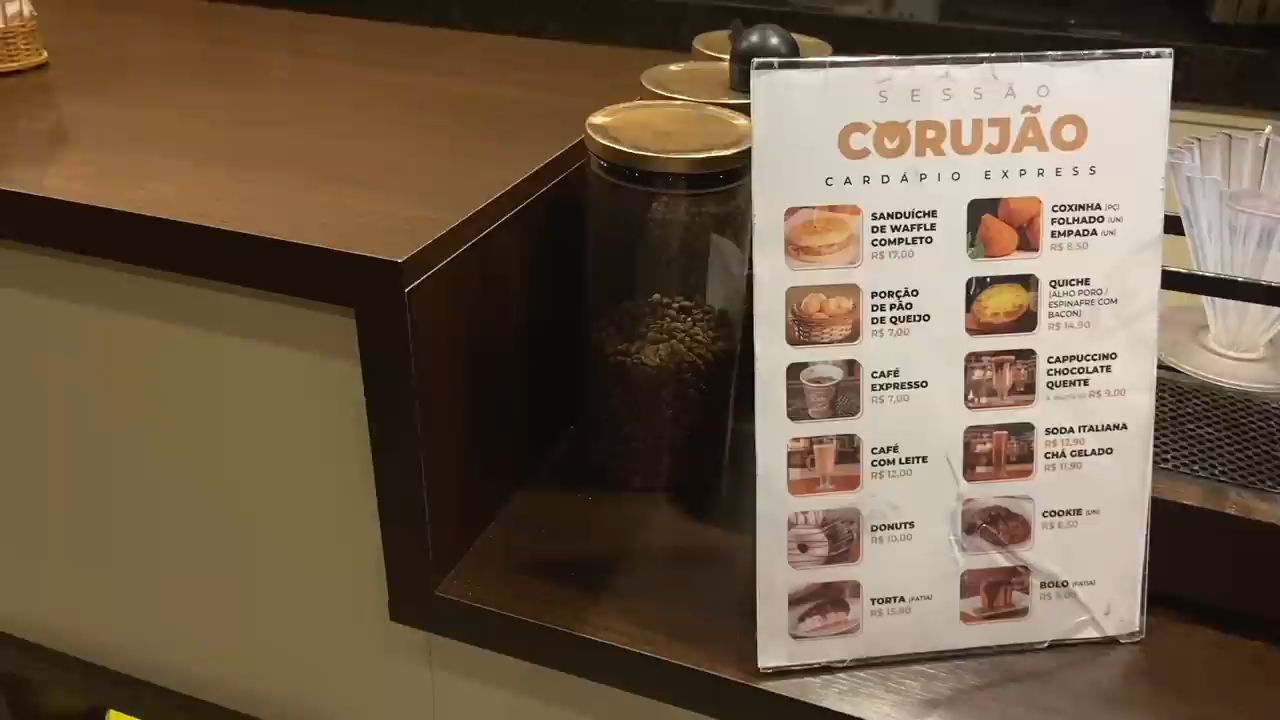 SESSÃO
CORUJÃO
CARDÁPIO EXPRESS
SANDUÍCHE
DE WAFFLE
COMPLETO
R$ 17,00
PORÇÃO
DE PÃO
DE QUEIJO
R$ 7,00
CAFÉ
EXPRESSO
R$ 7,00
CAFÉ
COM LEITE
R$ 12,00
DONUTS
R$ 10,00
TORTA (FATIA)
R$ 15,90
COXINHA (PÇ)
FOLHADO (UN)
EMPADA (UN)
R$ 8,50
QUICHE
(ALHO PORO /
ESPINAFRE COM
BACON)
R$ 14,90
CAPPUCCINO
CHOCOLATE
QUENTE
R$ 9,00
SODA ITALIANA
R$ 12,90
CHÁ GELADO
R$ 11,90
COOKIE (UN)
R$ 8,50
BOLO (FATIA)
R$